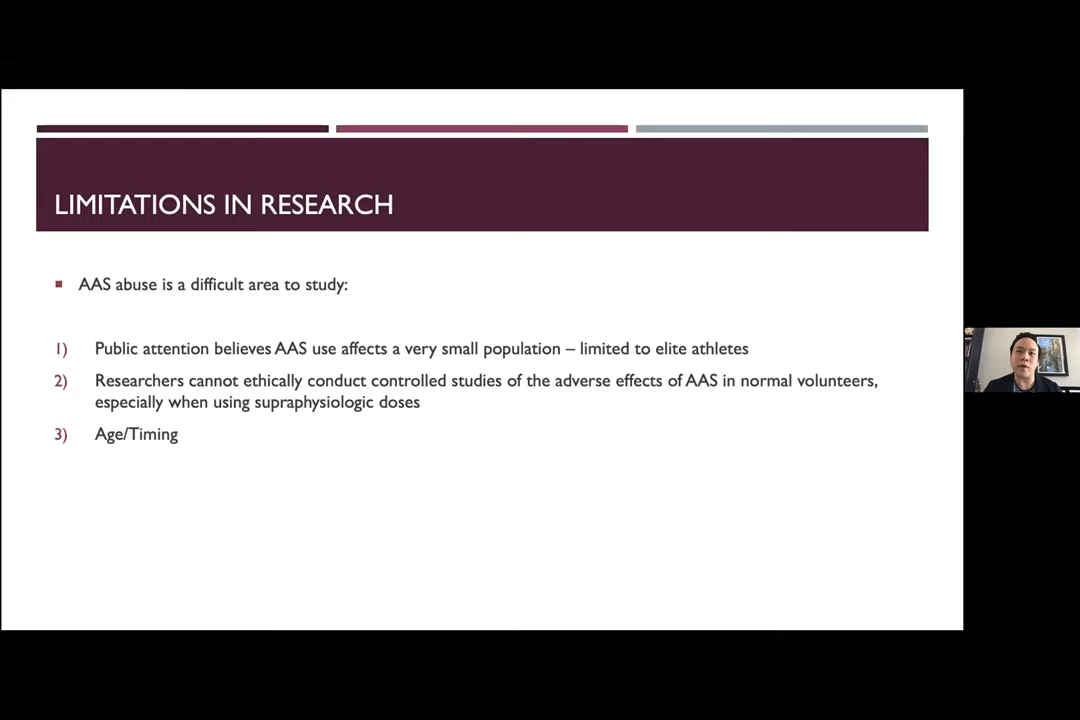 LIMITATIONS IN RESEARCH
▪ AAS abuse is a difficult area to study:
1) Public attention believes AAS use affects a very small population – limited to elite athletes
2) Researchers cannot ethically conduct controlled studies of the adverse effects of AAS in normal volunteers,
especially when using supraphysiologic doses
3) Age/Timing